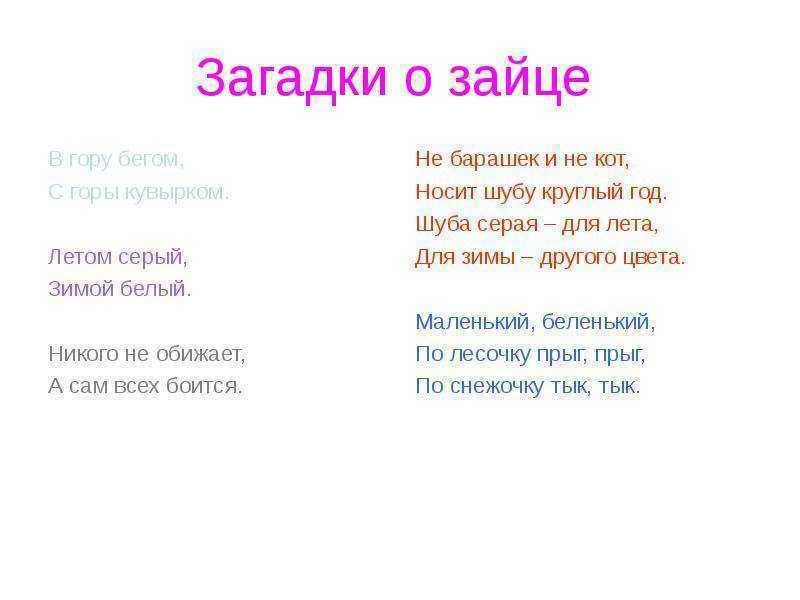 Загадки о зайце
В гору бегом,
С горы кувырком.
Летом серый,
Зимой белый.
Никого не обижает,
А сам всех боится.
Не барашек и не кот,
Носит шубу круглый год.
Шуба серая – для лета,
Для зимы – другого цвета.
Маленький, беленький,
По лесочку прыг, прыг,
По снежочку тык, тык.